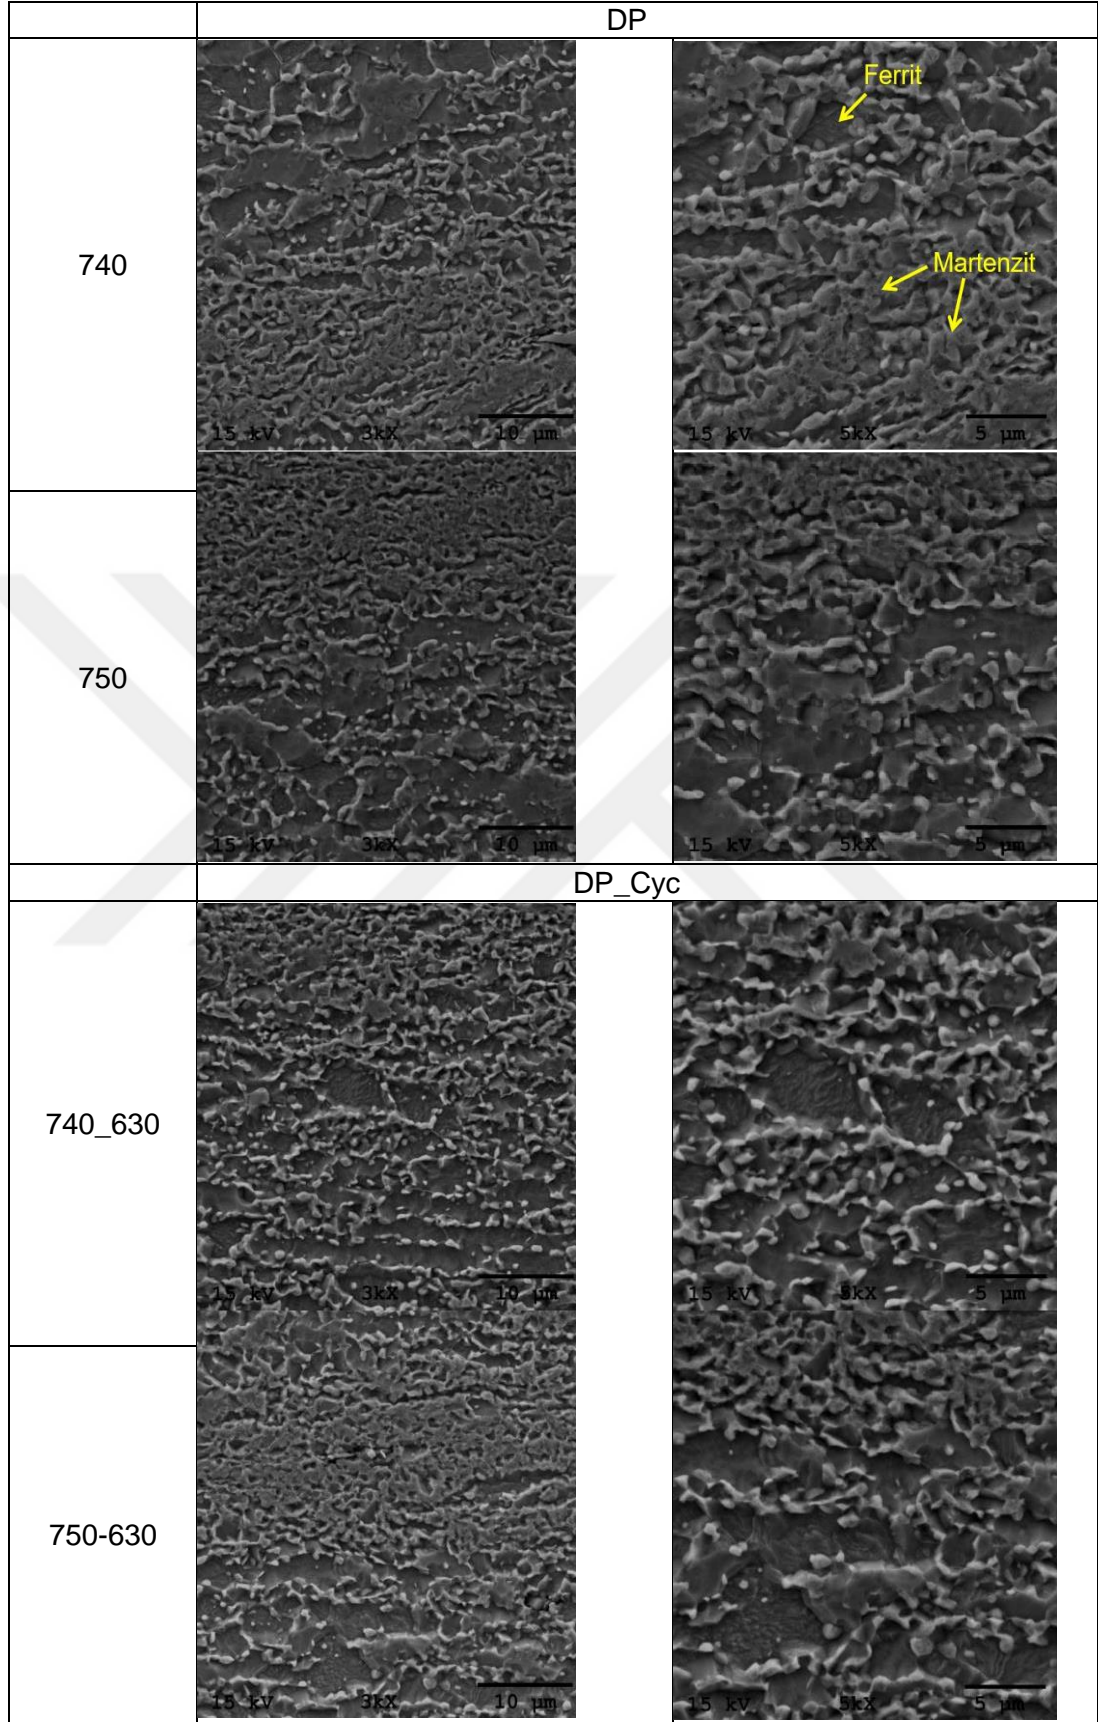 DP
740
Ferrit
Martenzit
15 kV 3kX 10 µm
15 kV 5kX 5 µm
750
15 kV 3kX 10 µm
15 kV 5kX 5 µm
DP_Cyc
740_630
15 kV 3kX 10 µm
15 kV 5kX 5 µm
750-630
15 kV 3kX 10 µm
15 kV 5kX 5 µm